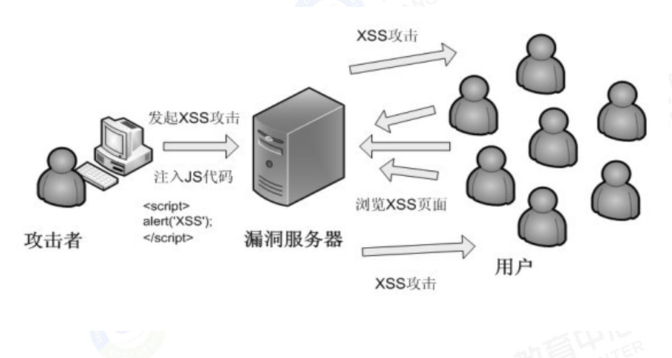 XSS攻击
发起XSS攻击
注入JS代码
<script>
alert('XSS');
</script>
攻击者
漏洞服务器
浏览XSS页面
用户
XSS攻击